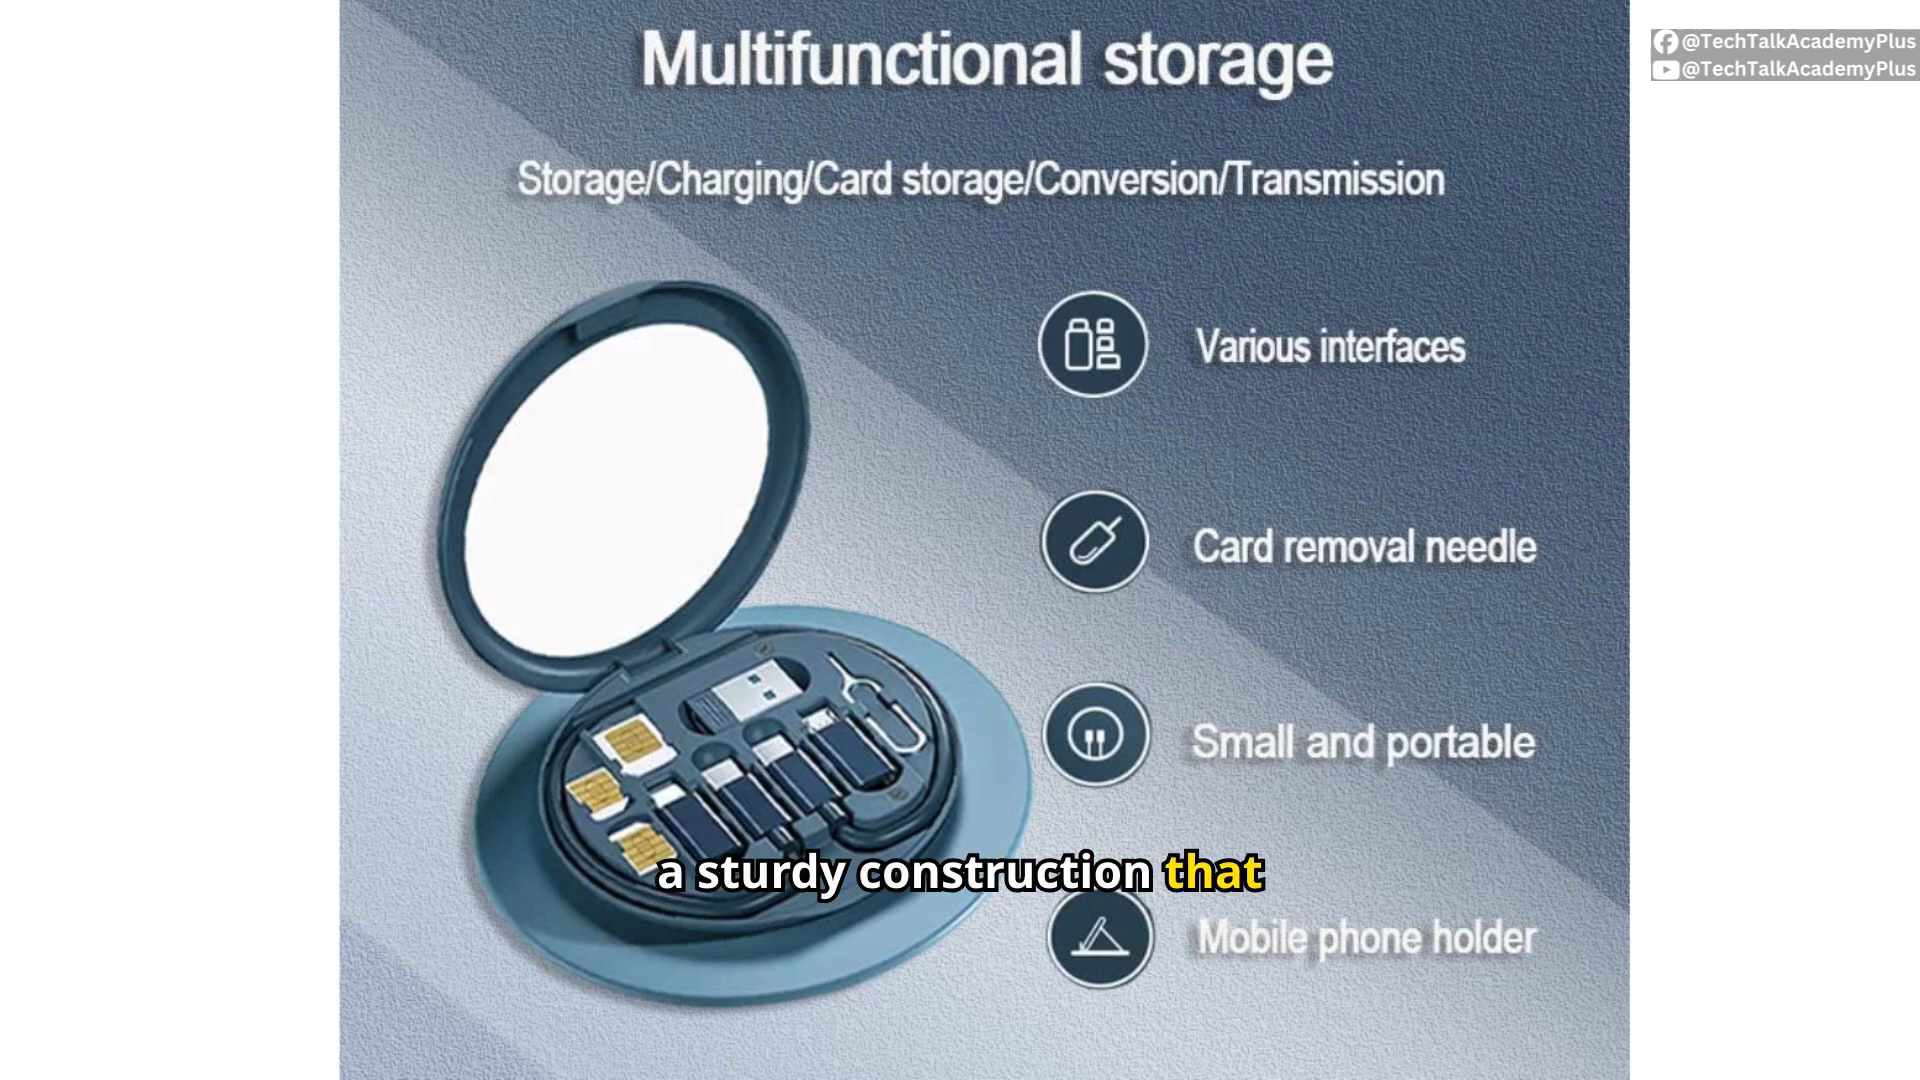 Multifunctional storage
@TechTalkAcademyPlus
@TechTalkAcademyPlus
Storage/Charging/Card storage/Conversion/Transmission
Various interfaces
Card removal needle
Small and portable
a sturdy construction that
Mobile phone holder